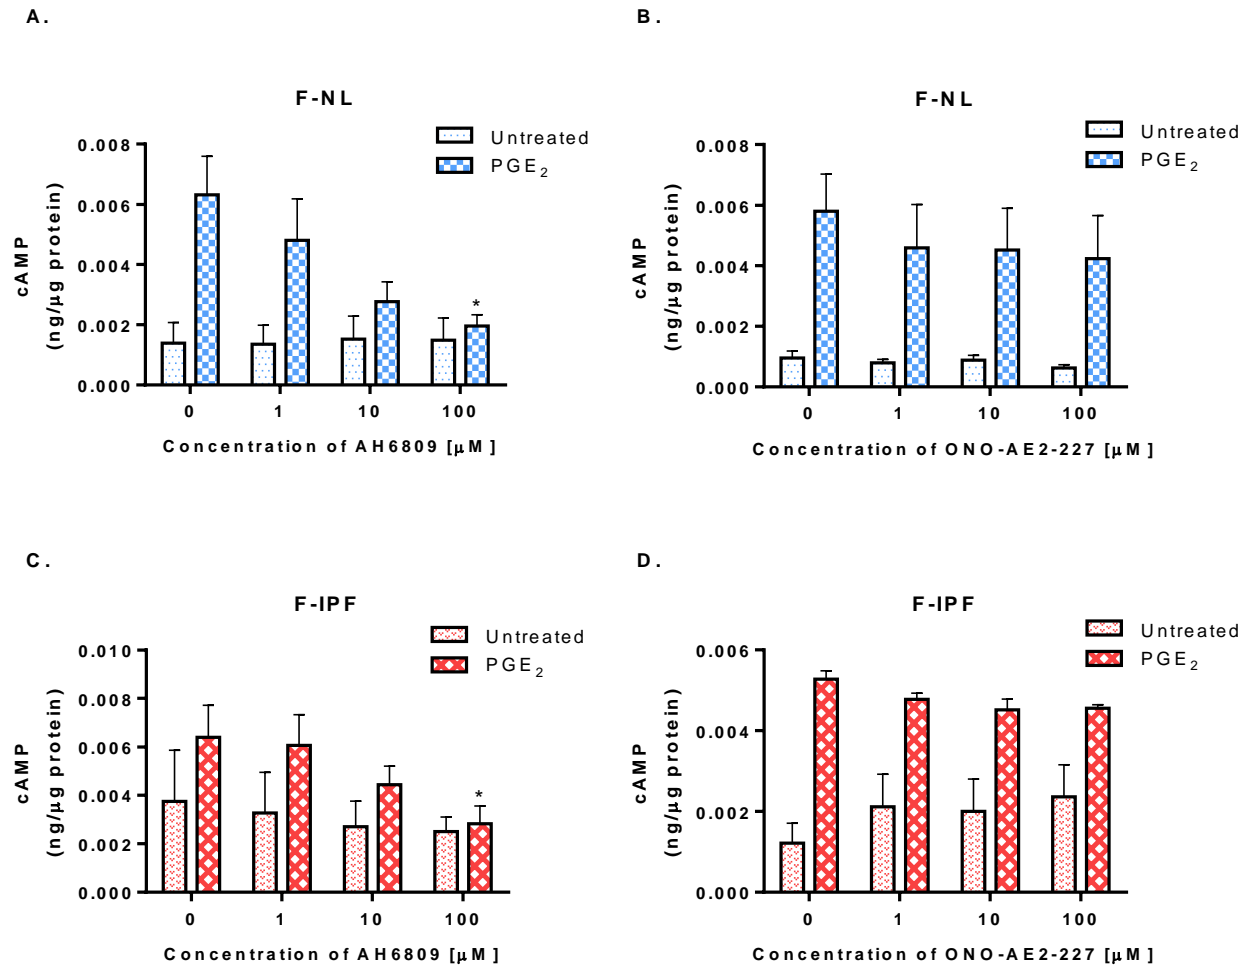 A.
F-NL
Untreated
PGE2
0.008
0.006
0.004
0.002
0.000
cAMP
(ng/μg protein)
0 1 10 100
*
Concentration of AH6809 [μM]
B.
F-NL
Untreated
PGE2
0.008
0.006
0.004
0.002
0.000
cAMP
(ng/μg protein)
0 1 10 100
Concentration of ONO-AE2-227 [μM]
C.
F-IPF
Untreated
PGE2
0.010
0.008
0.006
0.004
0.002
0.000
cAMP
(ng/μg protein)
0 1 10 100
*
Concentration of AH6809 [μM]
D.
F-IPF
Untreated
PGE2
0.006
0.004
0.002
0.000
cAMP
(ng/μg protein)
0 1 10 100
Concentration of ONO-AE2-227 [μM]